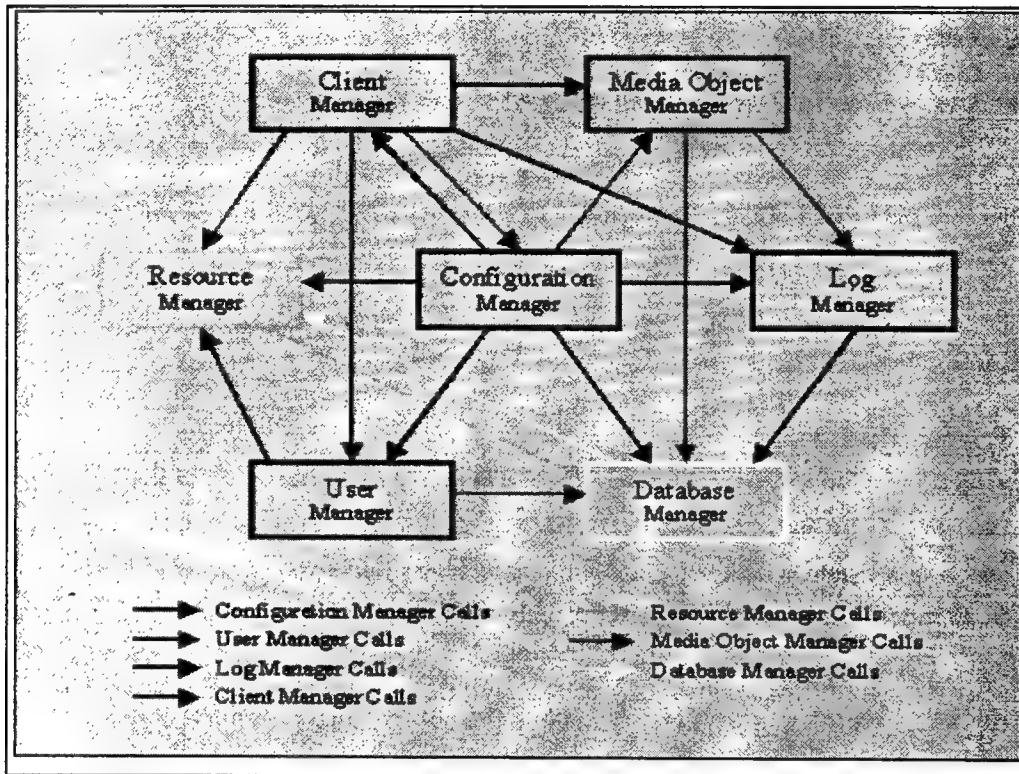 Client
Manager
Media Object
Manager
Resource
Manager
Configuration
Manager
Log
Manager
User
Manager
Database
Manager
Configuration Manager Calls
User Manager Calls
Log Manager Calls
Client Manager Calls
Resource Manager Calls
Media Object Manager Calls
Database Manager Calls